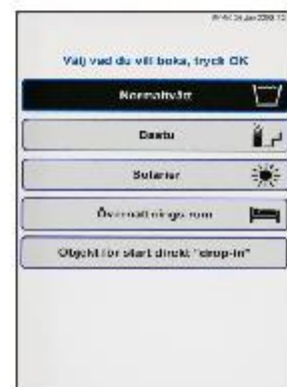 Välj vad du vill boka, tryck OK
Normaltvätt
Bastu
Solarier
Övernattningsrum
Objekt för start direkt "drop-in"